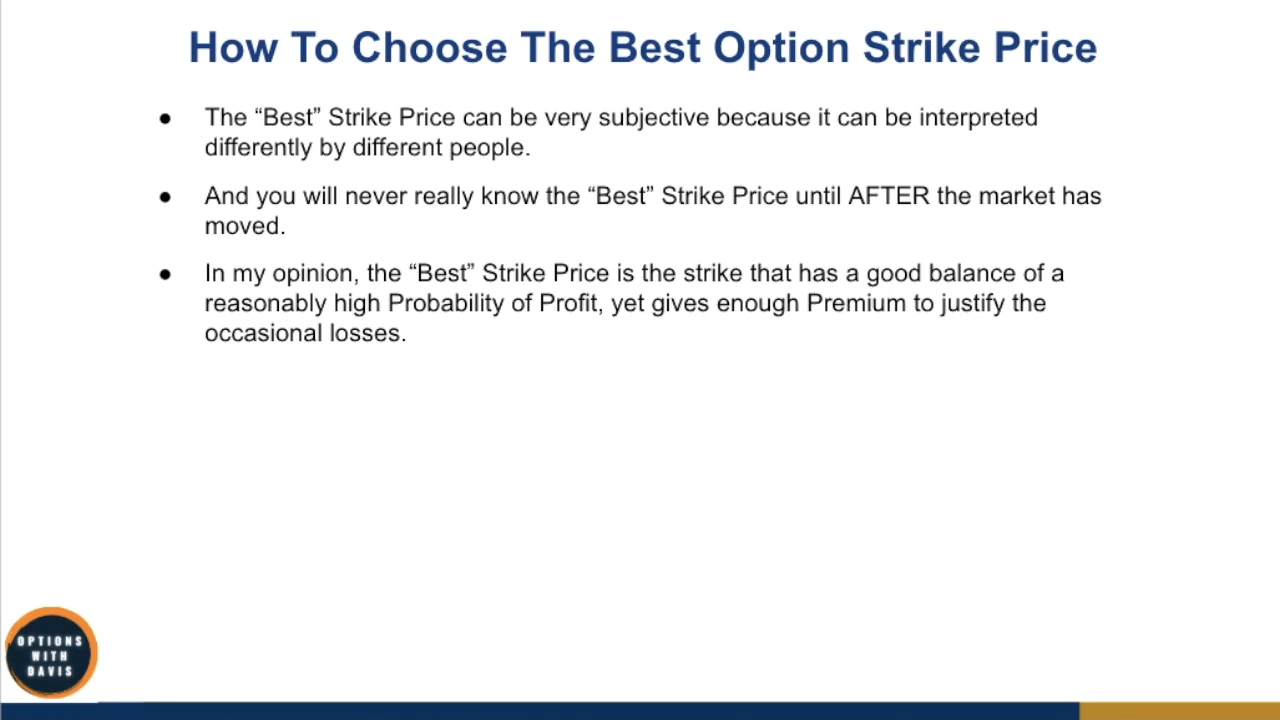 How To Choose The Best Option Strike Price
● The “Best” Strike Price can be very subjective because it can be interpreted
differently by different people.
● And you will never really know the “Best” Strike Price until AFTER the market has
moved.
● In my opinion, the “Best” Strike Price is the strike that has a good balance of a
reasonably high Probability of Profit, yet gives enough Premium to justify the
occasional losses.
OPTIONS
WITH
DAVIS